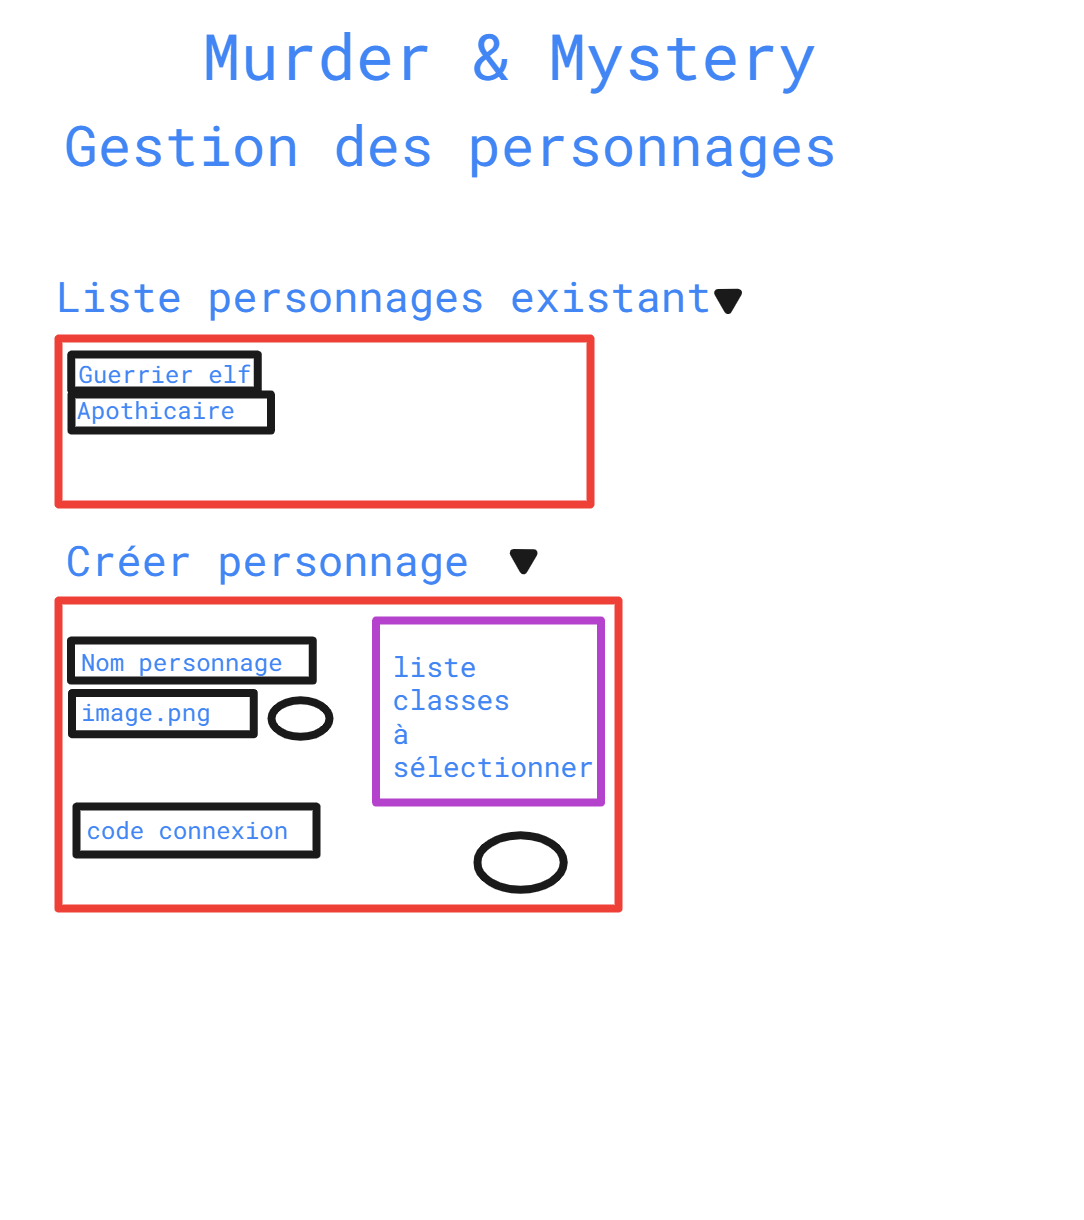 Murder & Mystery
Gestion des personnages
Liste personnages existant
Guerrier elf
Apothicaire
Créer personnage
Nom personnage
image.png
liste
classes
à
sélectionner
code connexion